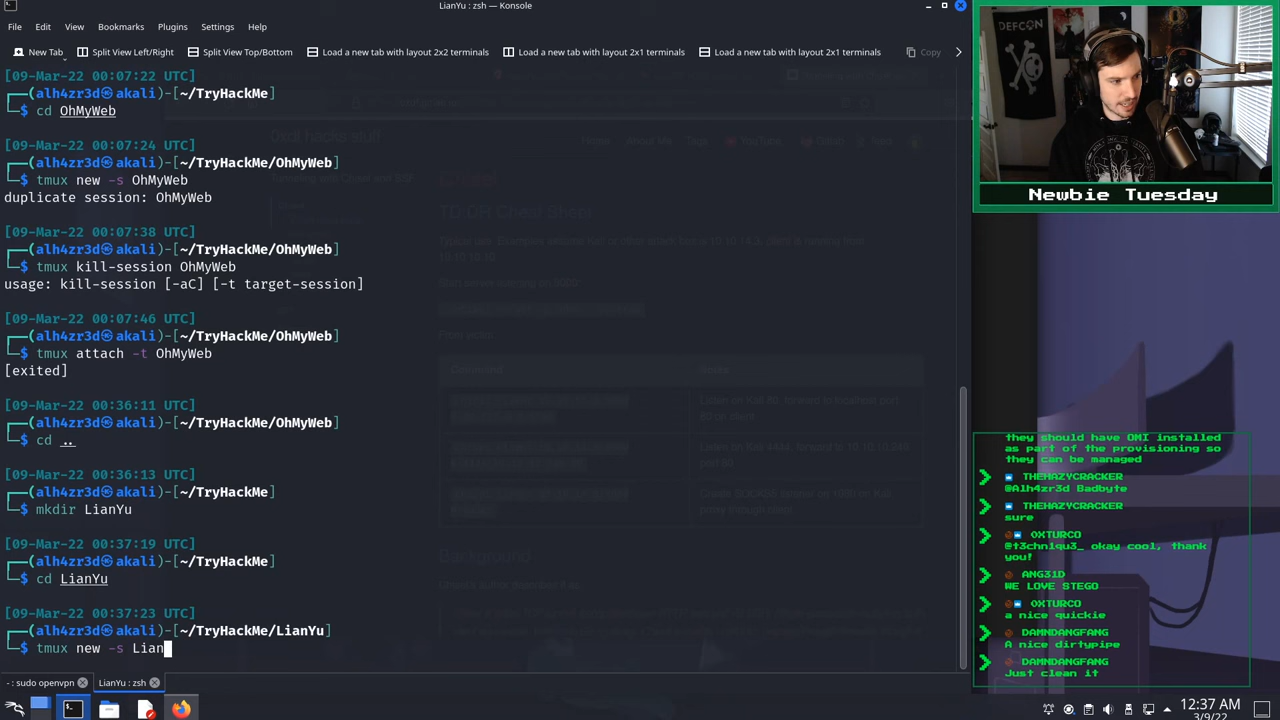 LianYu : zsh — Konsole
File Edit View Bookmarks Plugins Settings Help
New Tab Split View Left/Right Split View Top/Bottom Load a new tab with layout 2x2 terminals Load a new tab with layout 2x1 terminals Load a new tab with layout 2x1 terminals Copy
[09-Mar-22 00:07:22 UTC]
(alh4zr3d㉿akali)-[~/TryHackMe]
$ cd OhMyWeb
[09-Mar-22 00:07:24 UTC]
(alh4zr3d㉿akali)-[~/TryHackMe/OhMyWeb]
$ tmux new -s OhMyWeb
duplicate session: OhMyWeb
[09-Mar-22 00:07:38 UTC]
(alh4zr3d㉿akali)-[~/TryHackMe/OhMyWeb]
$ tmux kill-session OhMyWeb
usage: kill-session [-aC] [-t target-session]
[09-Mar-22 00:07:46 UTC]
(alh4zr3d㉿akali)-[~/TryHackMe/OhMyWeb]
$ tmux attach -t OhMyWeb
[exited]
[09-Mar-22 00:36:11 UTC]
(alh4zr3d㉿akali)-[~/TryHackMe/OhMyWeb]
$ cd ..
[09-Mar-22 00:36:13 UTC]
(alh4zr3d㉿akali)-[~/TryHackMe]
$ mkdir LianYu
[09-Mar-22 00:37:19 UTC]
(alh4zr3d㉿akali)-[~/TryHackMe]
$ cd LianYu
[09-Mar-22 00:37:23 UTC]
(alh4zr3d㉿akali)-[~/TryHackMe/LianYu]
$ tmux new -s Lian
- : sudo openvpn LianYu : zsh
DEFCON
Newbie Tuesday
they should have OMI installed
as part of the provisioning so
they can be managed
THEHAZYCRACKER
@Alh4zr3d Badbyte
THEHAZYCRACKER
sure
0XTURCO
@t3chn1qu3_ okay cool, thank
you!
ANG31D
WE LOVE STEGO
0XTURCO
a nice quickie
DAMNDANGFANG
A nice dirtypipe
DAMNDANGFANG
Just clean it
12:37 AM
3/9/22